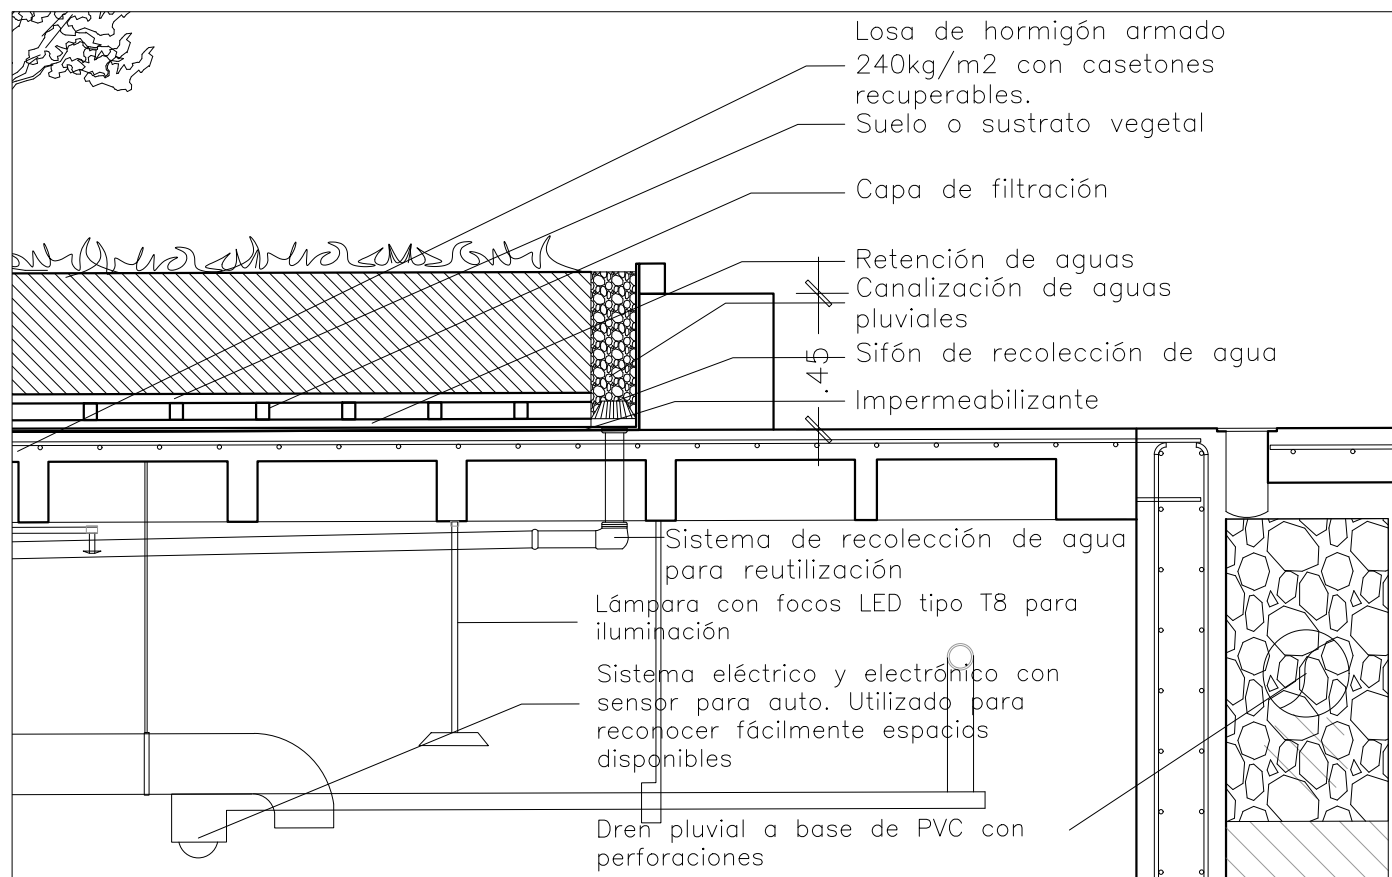 Losa de hormigón armado
240kg/m2 con casetones
recuperables.
Suelo o sustrato vegetal
Capa de filtración
Retención de aguas
Canalización de aguas
pluviales
.45
Sifón de recolección de agua
Impermeabilizante
Sistema de recolección de agua
para reutilización
Lámpara con focos LED tipo T8 para
iluminación
Sistema eléctrico y electrónico con
sensor para auto. Utilizado para
reconocer fácilmente espacios
disponibles
Dren pluvial a base de PVC con
perforaciones